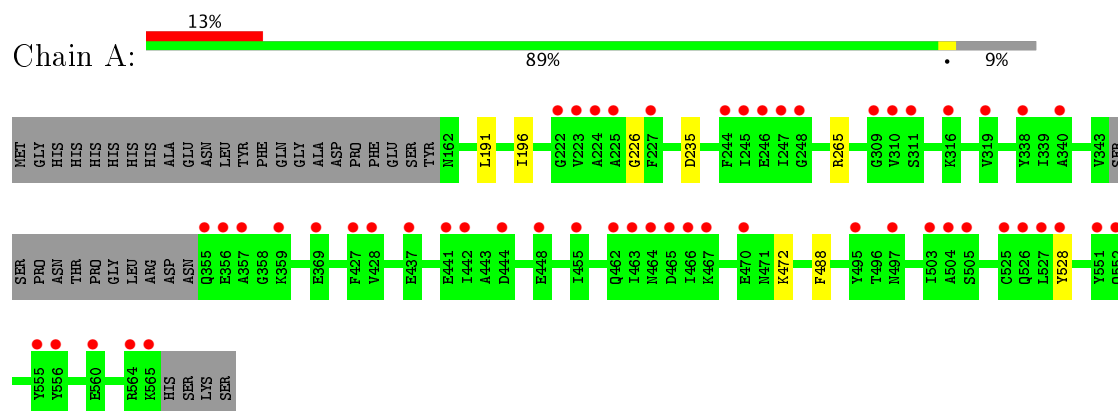 13%
Chain A:
89%
•
9%
MET GLY HIS HIS HIS HIS HIS HIS ALA GLU ASN LEU TYR PHE GLN GLY ALA ASP PRO PHE GLU SER TYR N162 L191 I196 G222 V223 A224 A225 G226 F227 D235 F244 I245 E246 I247 G248 R265 G309 V310 S311 K316 V319 Y338 I339 A340 V343 SER
SER PRO ASN THR PRO GLY LEU ARG ASP ASN Q355 E356 A357 G358 K359 E369 F427 V428 E437 E441 I442 A443 D444 E448 I455 Q462 I463 N464 D465 I466 K467 E470 N471 K472 F488 Y495 T496 N497 I503 A504 S505 C525 Q526 L527 Y528 Y551
Y555 Y556 E560 R564 K565 HIS SER LYS SER